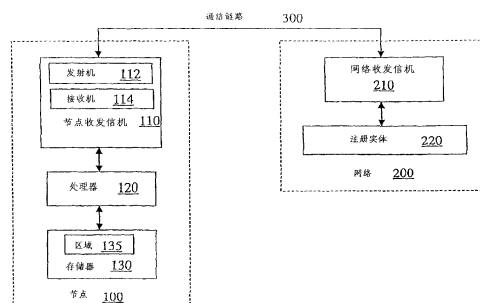 通信链路 300
发射机 112
接收机 114
节点收发信机 110
处理器 120
区域 135
存储器 130
节点 100
网络收发信机
210
注册实体 220
网络 200